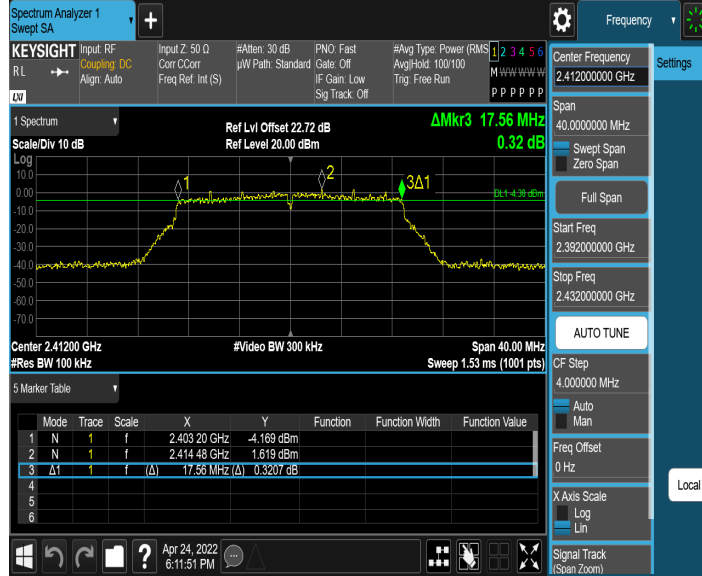 Spectrum Analyzer 1
Swept SA
Frequency
KEYSIGHT
RL
LXI
Input: RF
Coupling: DC
Align: Auto
Input Z: 50 Ω
Corr CCorr
Freq Ref: Int (S)
#Atten: 30 dB
µW Path: Standard
PNO: Fast
Gate: Off
IF Gain: Low
Sig Track: Off
#Avg Type: Power (RMS
Avg|Hold: 100/100
Trig: Free Run
1 2 3 4 5 6
M W W W W W
P P P P P P
1 Spectrum
Scale/Div 10 dB
Ref Lvl Offset 22.72 dB
Ref Level 20.00 dBm
ΔMkr3 17.56 MHz
0.32 dB
Log
10.0
0.00
-10.0
-20.0
-30.0
-40.0
-50.0
-60.0
-70.0
1
2
3Δ1
DL1 -4.38 dBm
Center 2.41200 GHz
#Res BW 100 kHz
#Video BW 300 kHz
Span 40.00 MHz
Sweep 1.53 ms (1001 pts)
5 Marker Table
Mode Trace Scale X Y Function Function Width Function Value
1 N 1 f 2.403 20 GHz -4.169 dBm
2 N 1 f 2.414 48 GHz 1.619 dBm
3 Δ1 1 f (Δ) 17.56 MHz (Δ) 0.3207 dB
4
5
6
?
Apr 24, 2022
6:11:51 PM
Center Frequency
2.412000000 GHz
Span
40.0000000 MHz
Swept Span
Zero Span
Full Span
Start Freq
2.392000000 GHz
Stop Freq
2.432000000 GHz
AUTO TUNE
CF Step
4.000000 MHz
Auto
Man
Freq Offset
0 Hz
X Axis Scale
Log
Lin
Signal Track
(Span Zoom)
Settings
Local